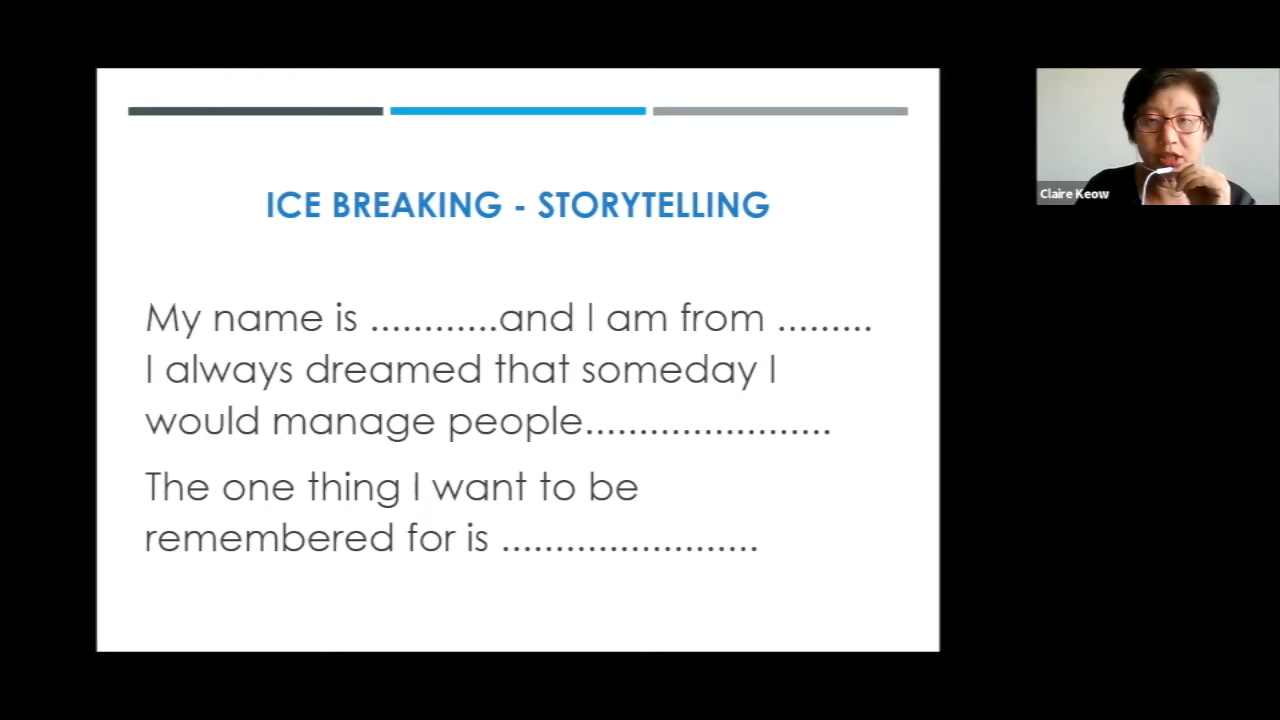 ICE BREAKING - STORYTELLING
My name is ............and I am from .........
I always dreamed that someday I
would manage people.......................
The one thing I want to be
remembered for is ........................
Claire Keow